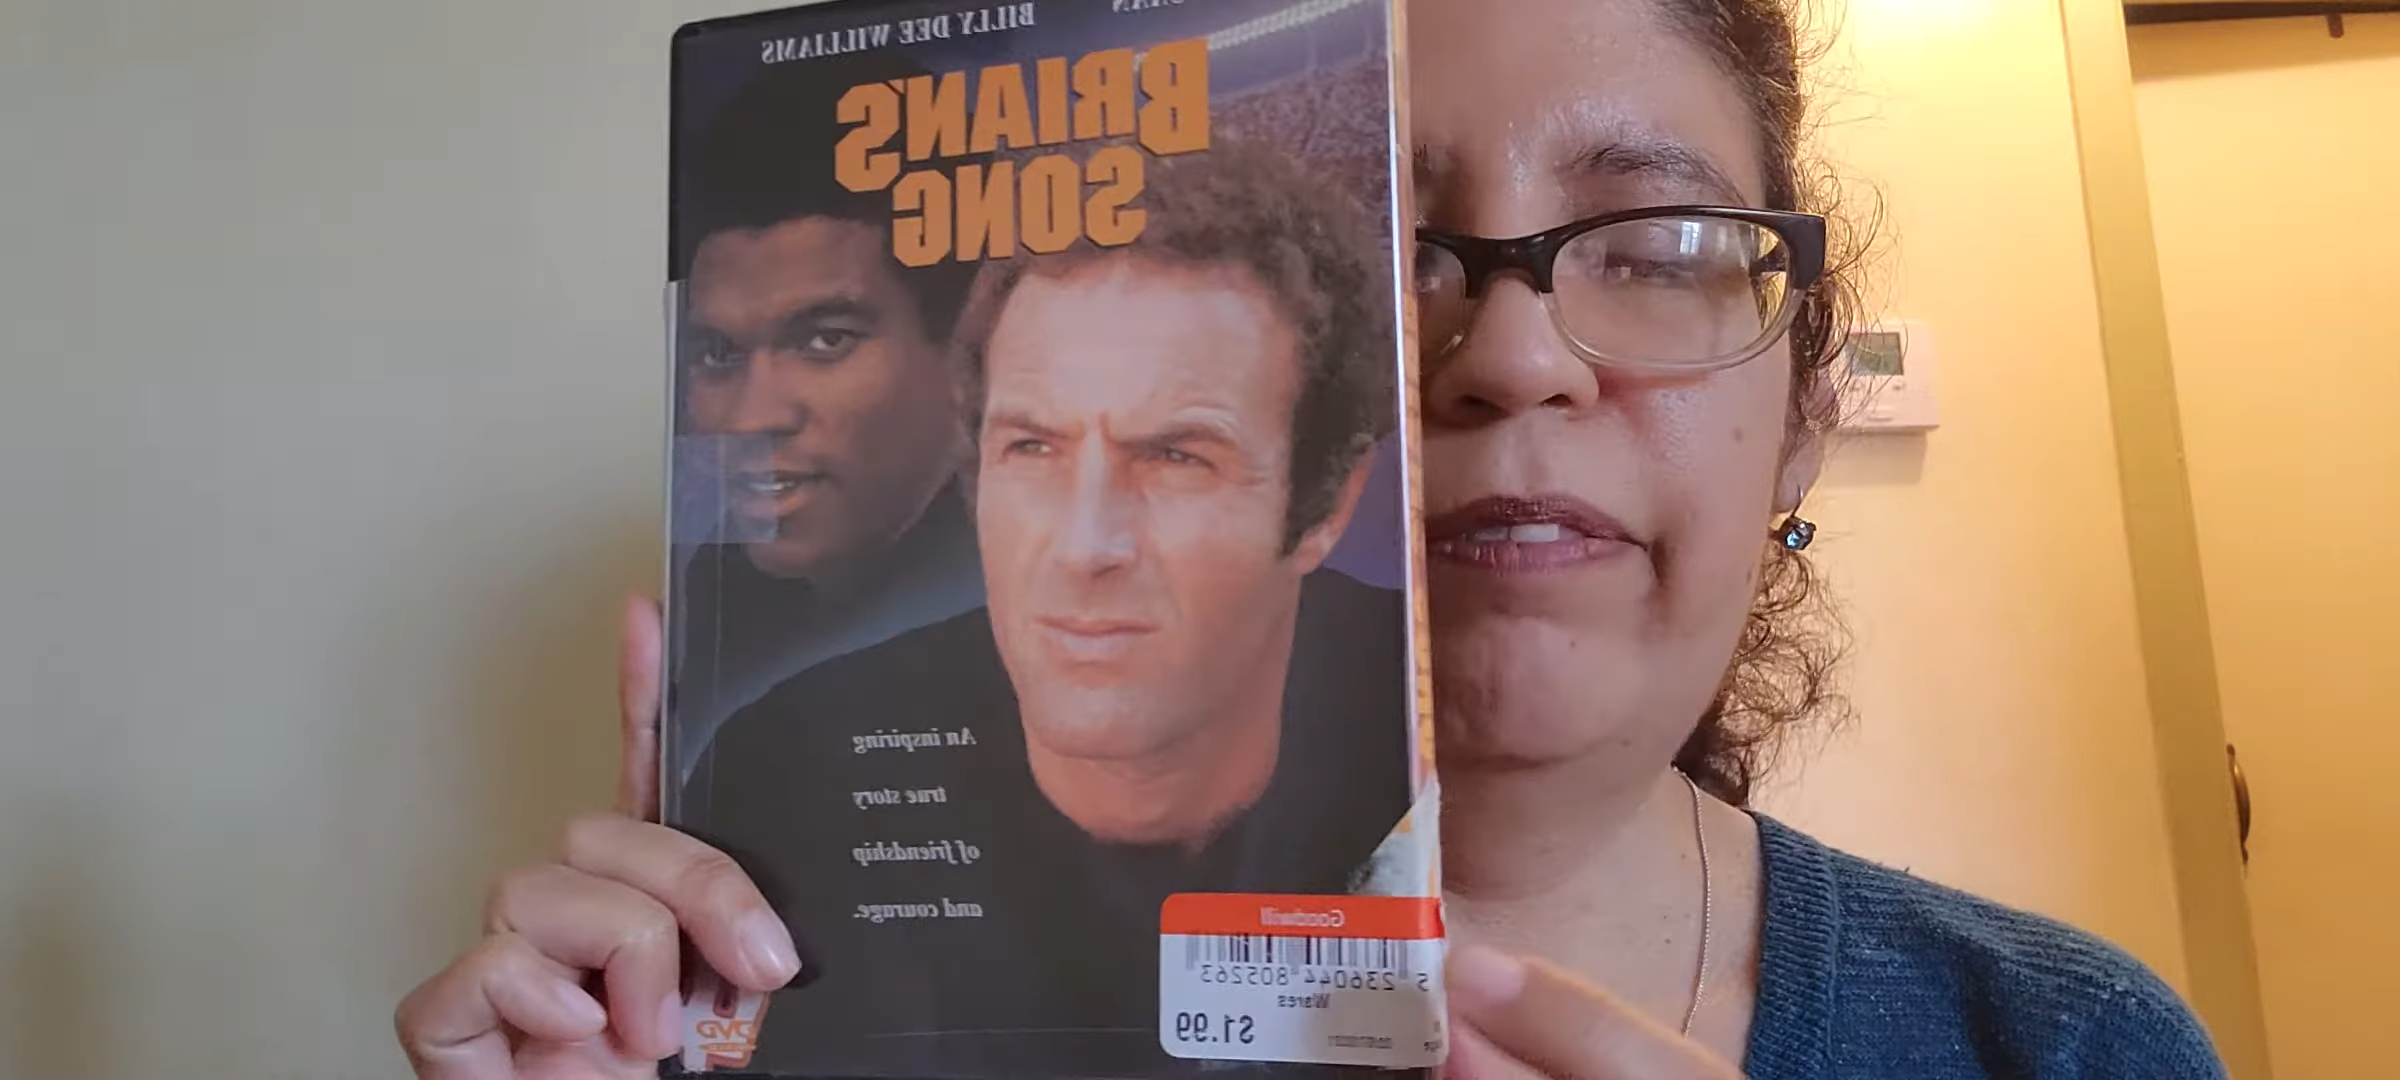 BILLY DEE WILLIAMS
BRIAN'S
SONG
An inspiring
true story
of friendship
and courage.
Goodwill
5 236044 805263
Wares
$1.99
DVD